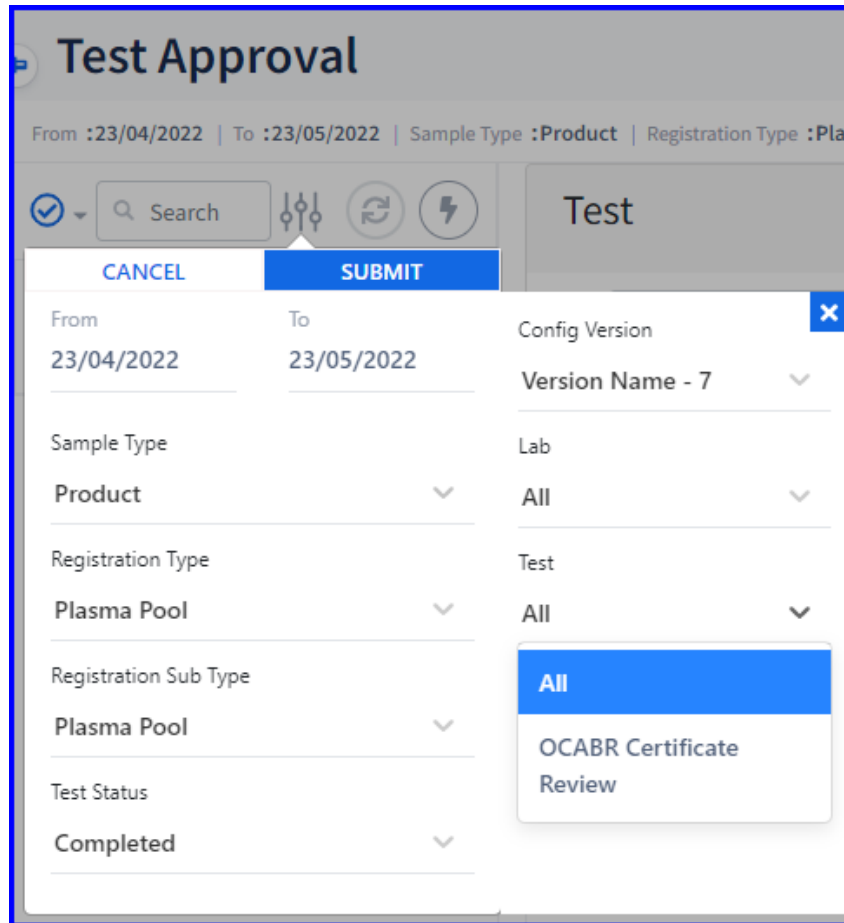 Test Approval
From :23/04/2022 | To :23/05/2022 | Sample Type :Product | Registration Type :Pla
Search
Test
CANCEL
SUBMIT
From
To
23/04/2022
23/05/2022
Sample Type
Product
Registration Type
Plasma Pool
Registration Sub Type
Plasma Pool
Test Status
Completed
Config Version
Version Name - 7
Lab
All
Test
All
All
OCABR Certificate
Review